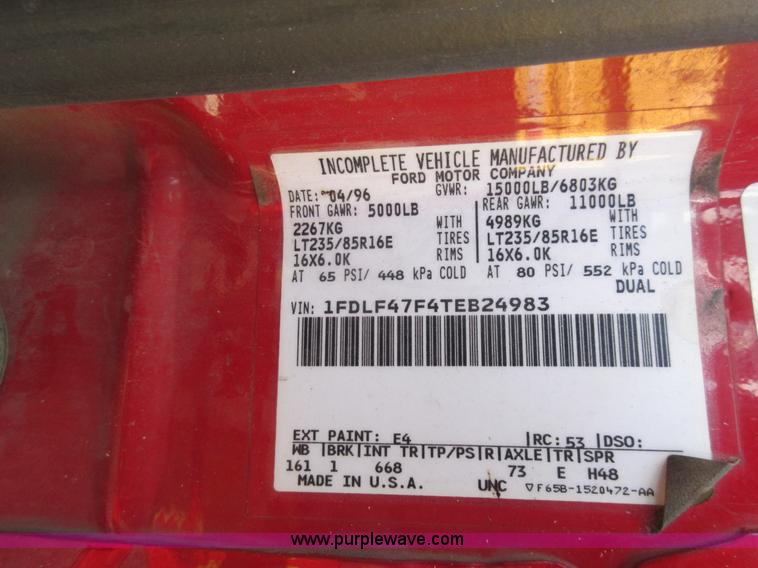 INCOMPLETE VEHICLE MANUFACTURED BY
FORD MOTOR COMPANY
DATE: 04/96 GVWR: 15000LB/6803KG
FRONT GAWR: 5000LB REAR GAWR: 11000LB
2267KG WITH 4989KG WITH
LT235/85R16E TIRES LT235/85R16E TIRES
16X6.0K RIMS 16X6.0K RIMS
AT 65 PSI/ 448 kPa COLD AT 80 PSI/ 552 kPa COLD
DUAL
VIN: 1FDLF47F4TEB24983
EXT PAINT: E4 |RC: 53 |DSO:
WB |BRK|INT TR|TP/PS|R|AXLE|TR|SPR
161 1 668 73 E H48
MADE IN U.S.A. UNC ▽F65B-1520472-AA
www.purplewave.com